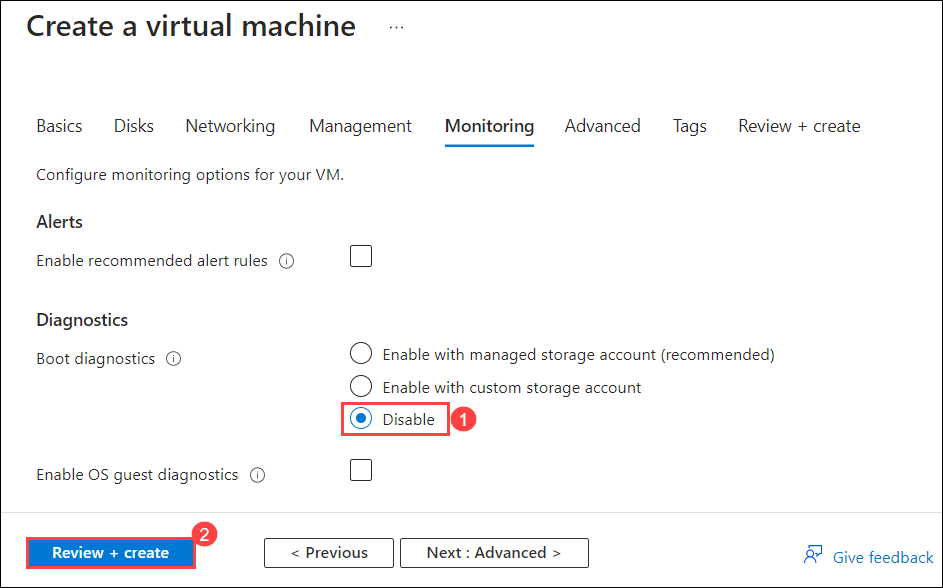 Create a virtual machine ...
Basics Disks Networking Management Monitoring Advanced Tags Review + create
Configure monitoring options for your VM.
Alerts
Enable recommended alert rules
Diagnostics
Boot diagnostics
Enable with managed storage account (recommended)
Enable with custom storage account
Disable 1
Enable OS guest diagnostics
Review + create 2
< Previous
Next : Advanced >
Give feedback